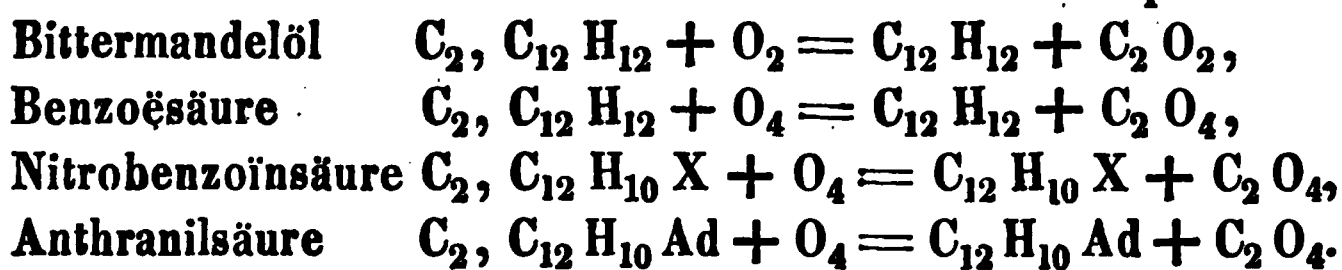 Bittermandelöl C₂, C₁₂ H₁₂ + O₂ = C₁₂ H₁₂ + C₂ O₂,
Benzoësäure C₂, C₁₂ H₁₂ + O₄ = C₁₂ H₁₂ + C₂ O₄,
Nitrobenzoïnsäure C₂, C₁₂ H₁₀ X + O₄ = C₁₂ H₁₀ X + C₂ O₄,
Anthranilsäure C₂, C₁₂ H₁₀ Ad + O₄ = C₁₂ H₁₀ Ad + C₂ O₄.